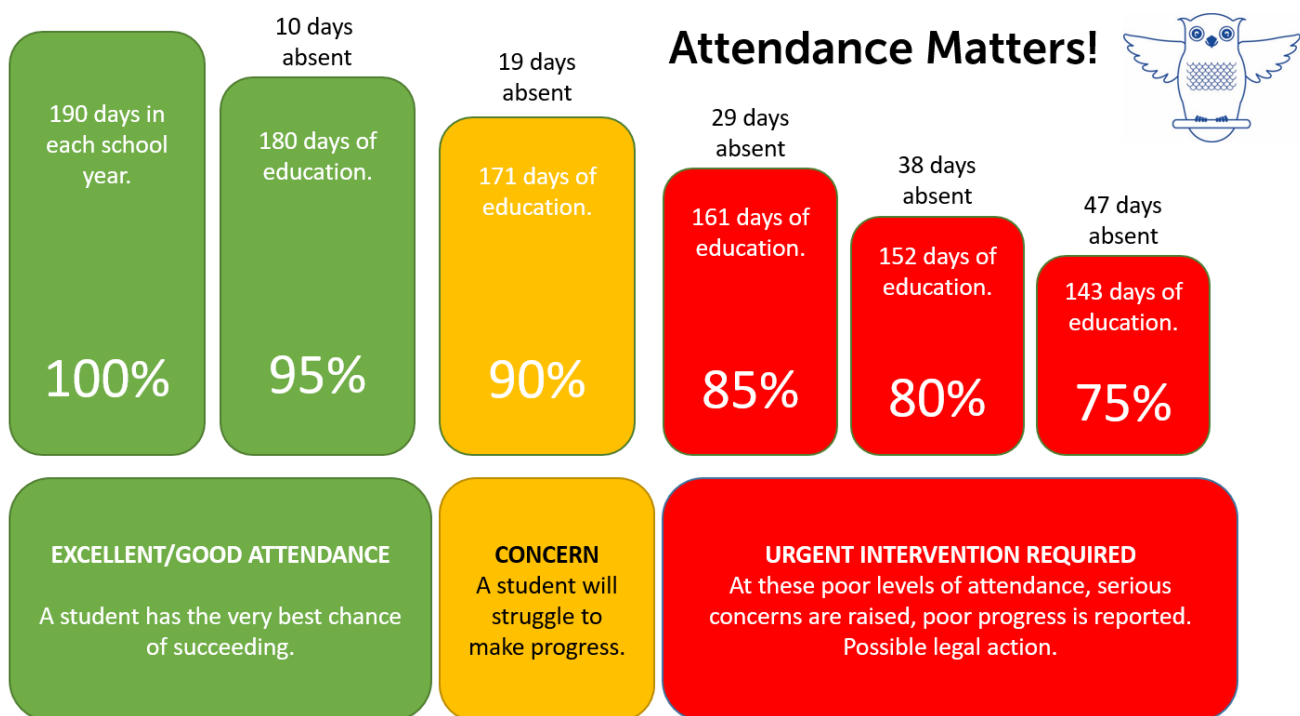 Attendance Matters!
190 days in
each school
year.
100%
10 days
absent
180 days of
education.
95%
19 days
absent
171 days of
education.
90%
29 days
absent
161 days of
education.
85%
38 days
absent
152 days of
education.
80%
47 days
absent
143 days of
education.
75%
EXCELLENT/GOOD ATTENDANCE
A student has the very best chance
of succeeding.
CONCERN
A student will
struggle to
make progress.
URGENT INTERVENTION REQUIRED
At these poor levels of attendance, serious
concerns are raised, poor progress is reported.
Possible legal action.